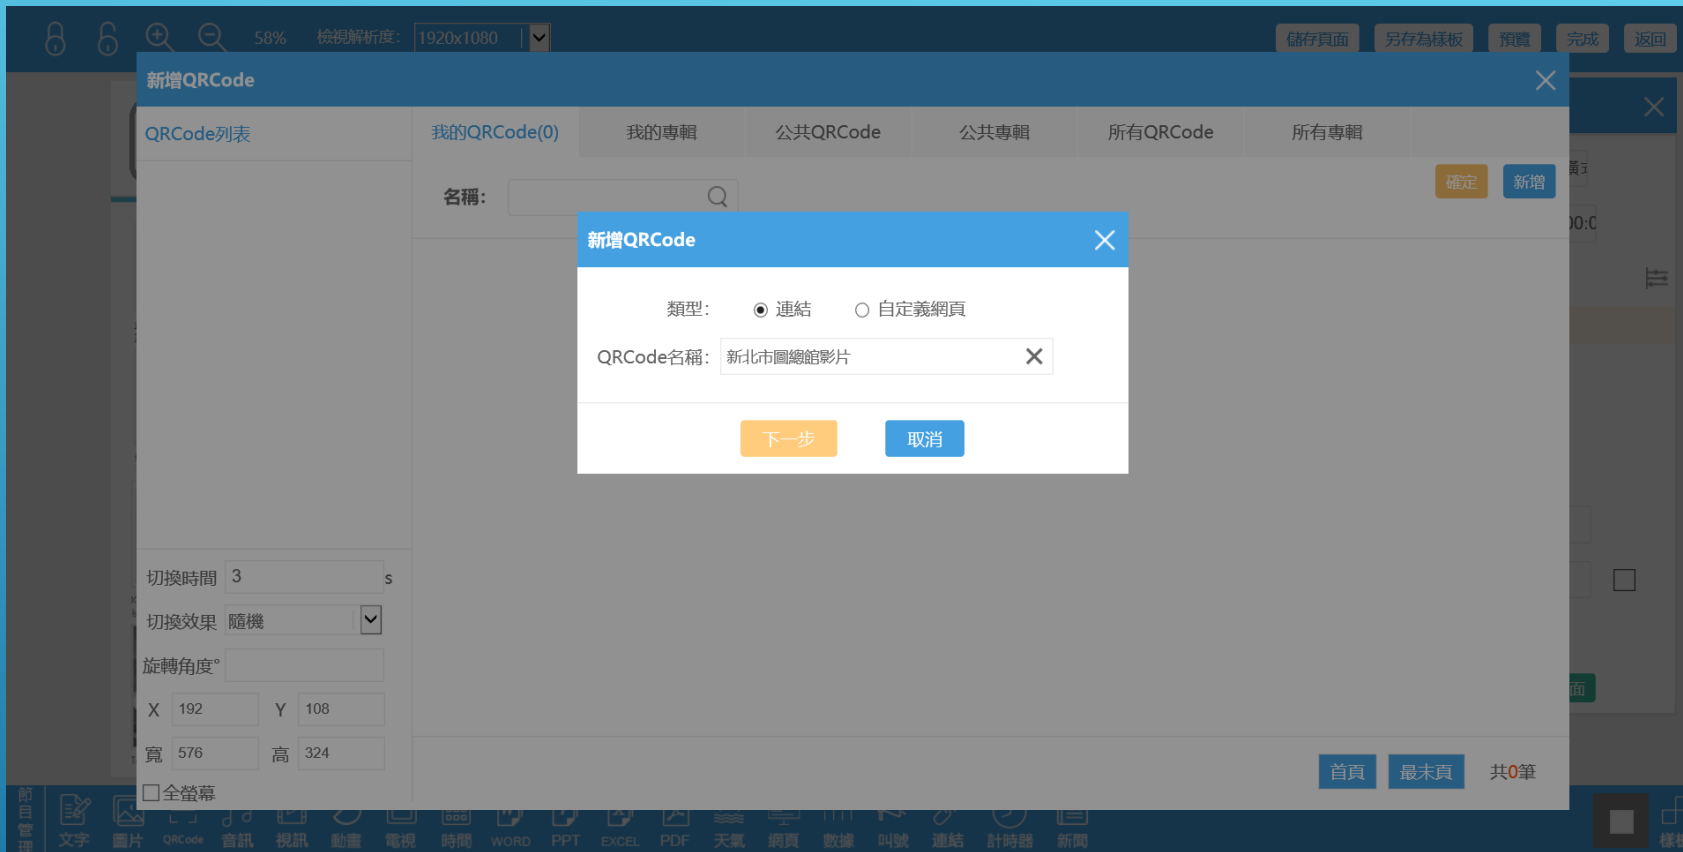 58% 檢視解析度： 1920x1080 儲存頁面 另存為樣板 預覽 完成 返回
新增QRCode
QRCode列表 我的QRCode(0) 我的專輯 公共QRCode 公共專輯 所有QRCode 所有專輯
名稱： 確定 新增
00:0
新增QRCode
類型： 連結 自定義網頁
QRCode名稱： 新北市圖總館影片
下一步 取消
切換時間 3 s
切換效果 隨機
旋轉角度°
X 192 Y 108
寬 576 高 324
全螢幕
面
首頁 最末頁 共0筆
節目管理
文字 圖片 QRCode 音訊 視訊 動畫 電視 時間 WORD PPT EXCEL PDF 天氣 網頁 數據 叫號 連結 計時器 新聞 樣